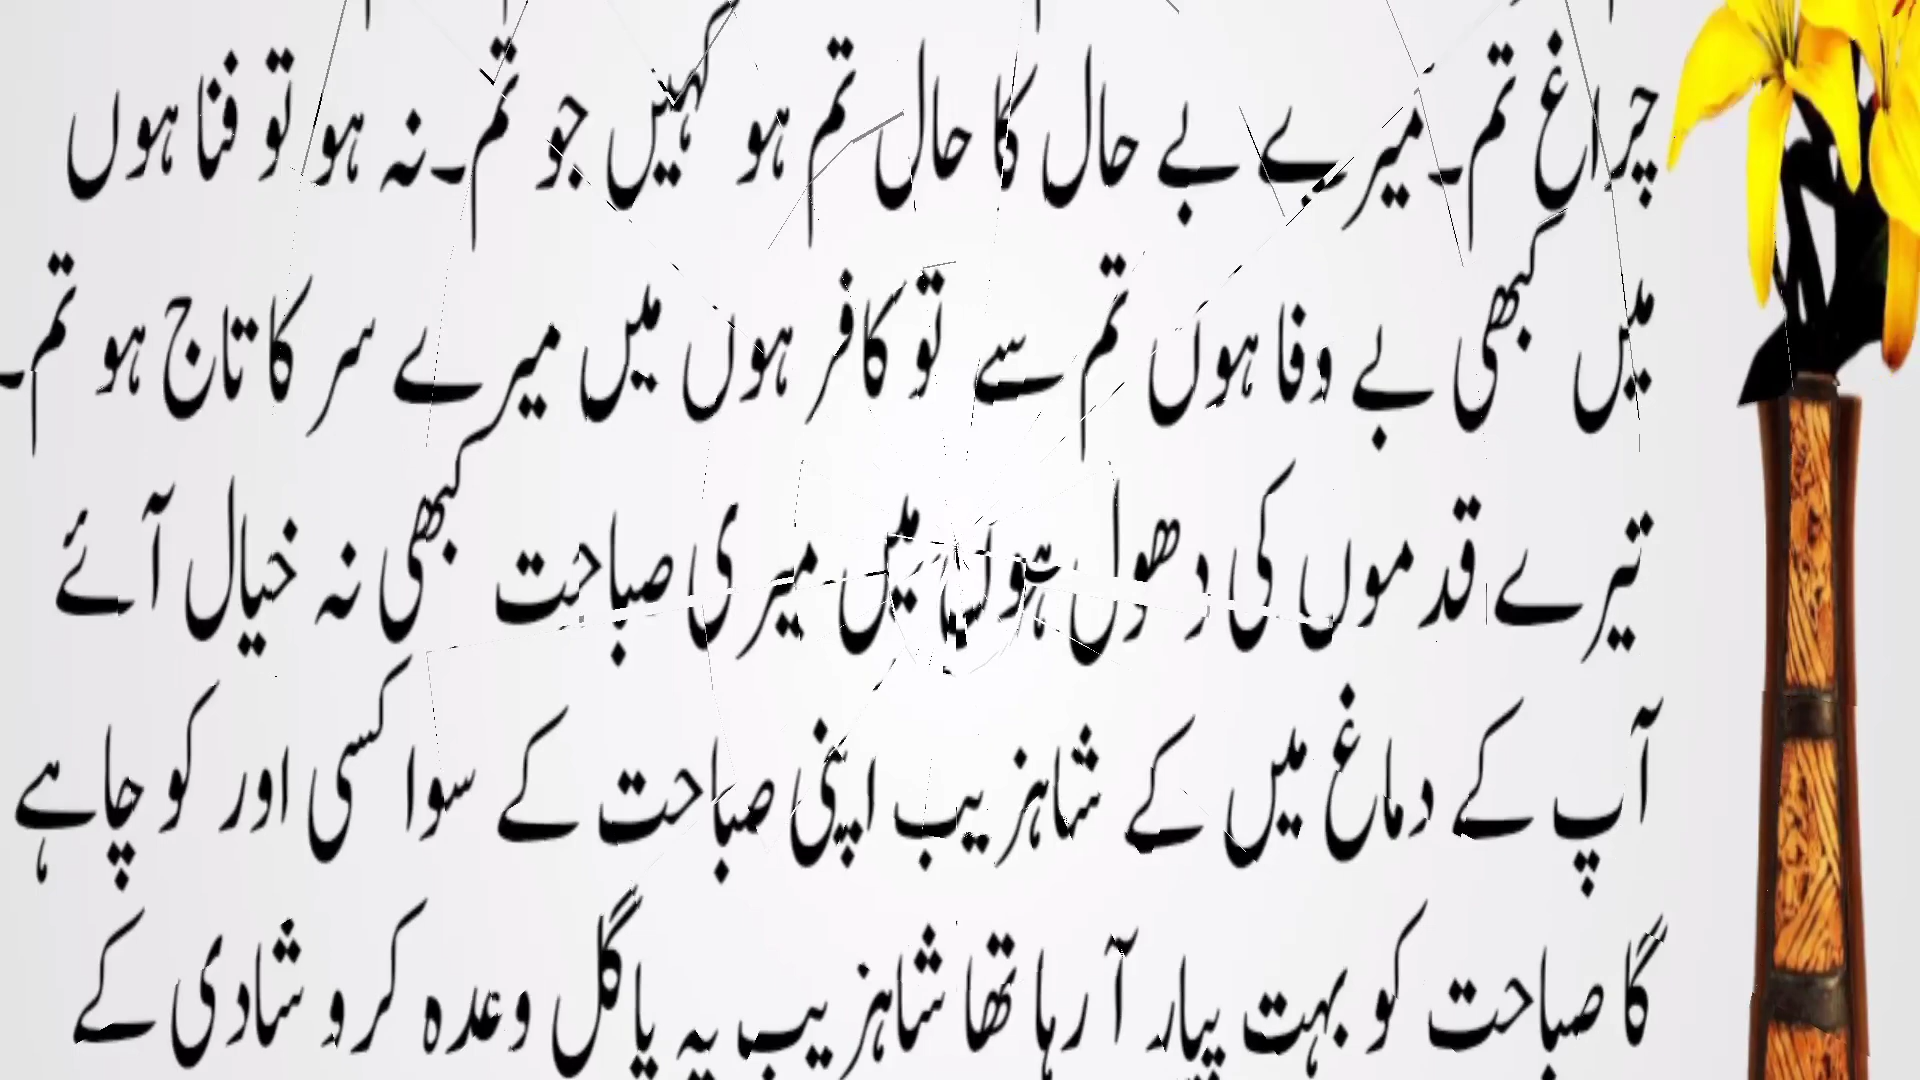 چراغ تم۔میرے بے حال کا حال تم ہو کہیں جو تم۔نہ ہو تو فنا ہوں
میں کبھی بے وفا ہوں تم سے تو کافر ہوں میں میرے سر کا تاج ہو تم۔
تیرے قدموں کی دھول ہوں میں میری صباحت کبھی نہ خیال آئے
آپ کے دماغ میں کے شاہزیب اپنی صباحت کے سوا کسی اور کو چاہے
گا صباحت کو بہت پیار آ رہا تھا شاہزیب پہ پاگل وعدہ کرو شادی کے